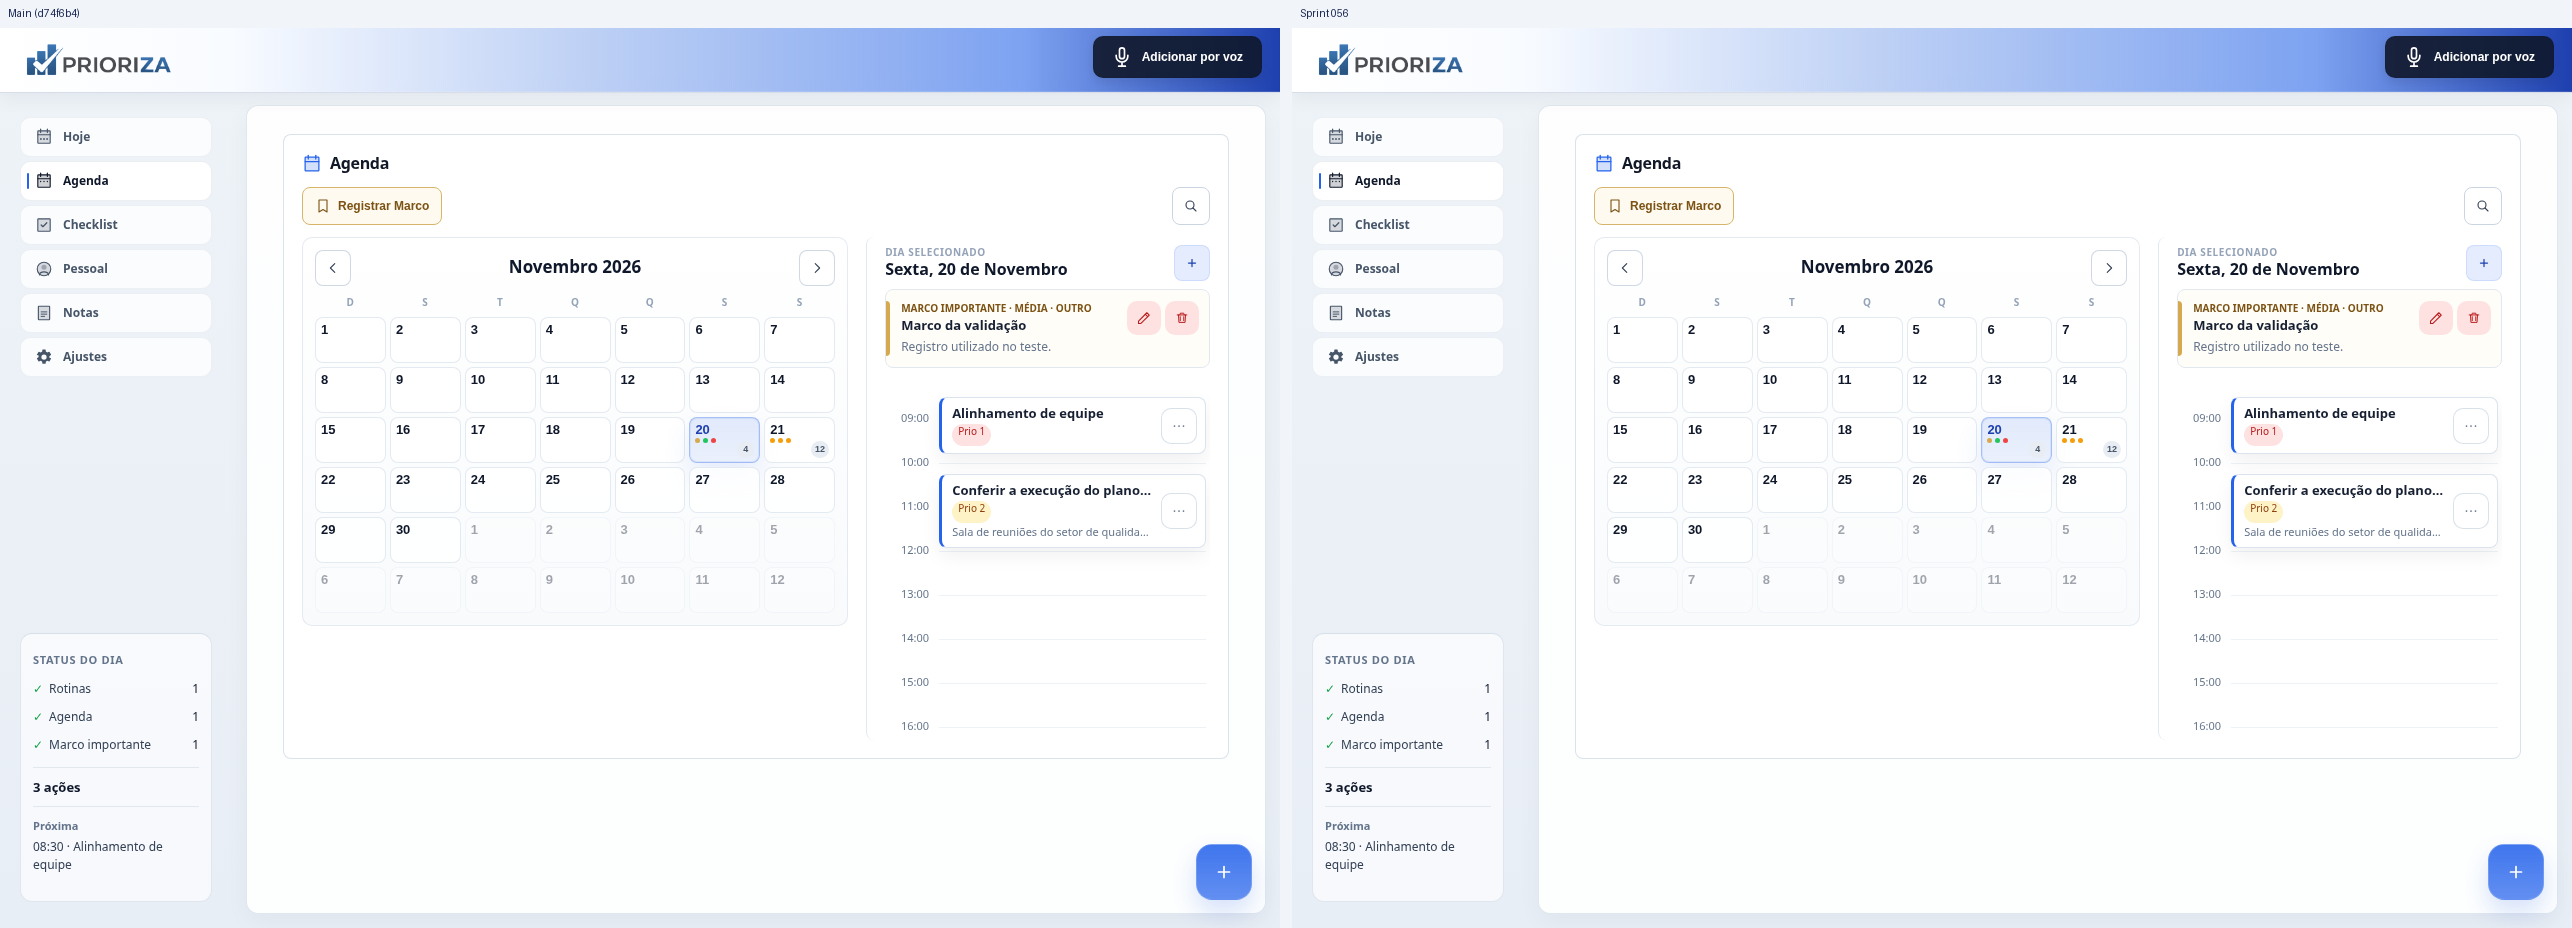 Main (d74f6b4)
PRIORIZA
Adicionar por voz
Hoje
Agenda
Checklist
Pessoal
Notas
Ajustes
STATUS DO DIA
✓ Rotinas 1
✓ Agenda 1
✓ Marco importante 1
3 ações
Próxima
08:30 · Alinhamento de
equipe
Agenda
Registrar Marco
Novembro 2026
D S T Q Q S S
1 2 3 4 5 6 7
8 9 10 11 12 13 14
15 16 17 18 19 20 21
4 12
22 23 24 25 26 27 28
29 30 1 2 3 4 5
6 7 8 9 10 11 12
DIA SELECIONADO
Sexta, 20 de Novembro
+
MARCO IMPORTANTE · MÉDIA · OUTRO
Marco da validação
Registro utilizado no teste.
09:00
Alinhamento de equipe
Prio 1
...
10:00
Conferir a execução do plano...
11:00
Prio 2
...
Sala de reuniões do setor de qualida...
12:00
13:00
14:00
15:00
16:00
+
Sprint 056
PRIORIZA
Adicionar por voz
Hoje
Agenda
Checklist
Pessoal
Notas
Ajustes
STATUS DO DIA
✓ Rotinas 1
✓ Agenda 1
✓ Marco importante 1
3 ações
Próxima
08:30 · Alinhamento de
equipe
Agenda
Registrar Marco
Novembro 2026
D S T Q Q S S
1 2 3 4 5 6 7
8 9 10 11 12 13 14
15 16 17 18 19 20 21
4 12
22 23 24 25 26 27 28
29 30 1 2 3 4 5
6 7 8 9 10 11 12
DIA SELECIONADO
Sexta, 20 de Novembro
+
MARCO IMPORTANTE · MÉDIA · OUTRO
Marco da validação
Registro utilizado no teste.
09:00
Alinhamento de equipe
Prio 1
...
10:00
Conferir a execução do plano...
11:00
Prio 2
...
Sala de reuniões do setor de qualida...
12:00
13:00
14:00
15:00
16:00
+